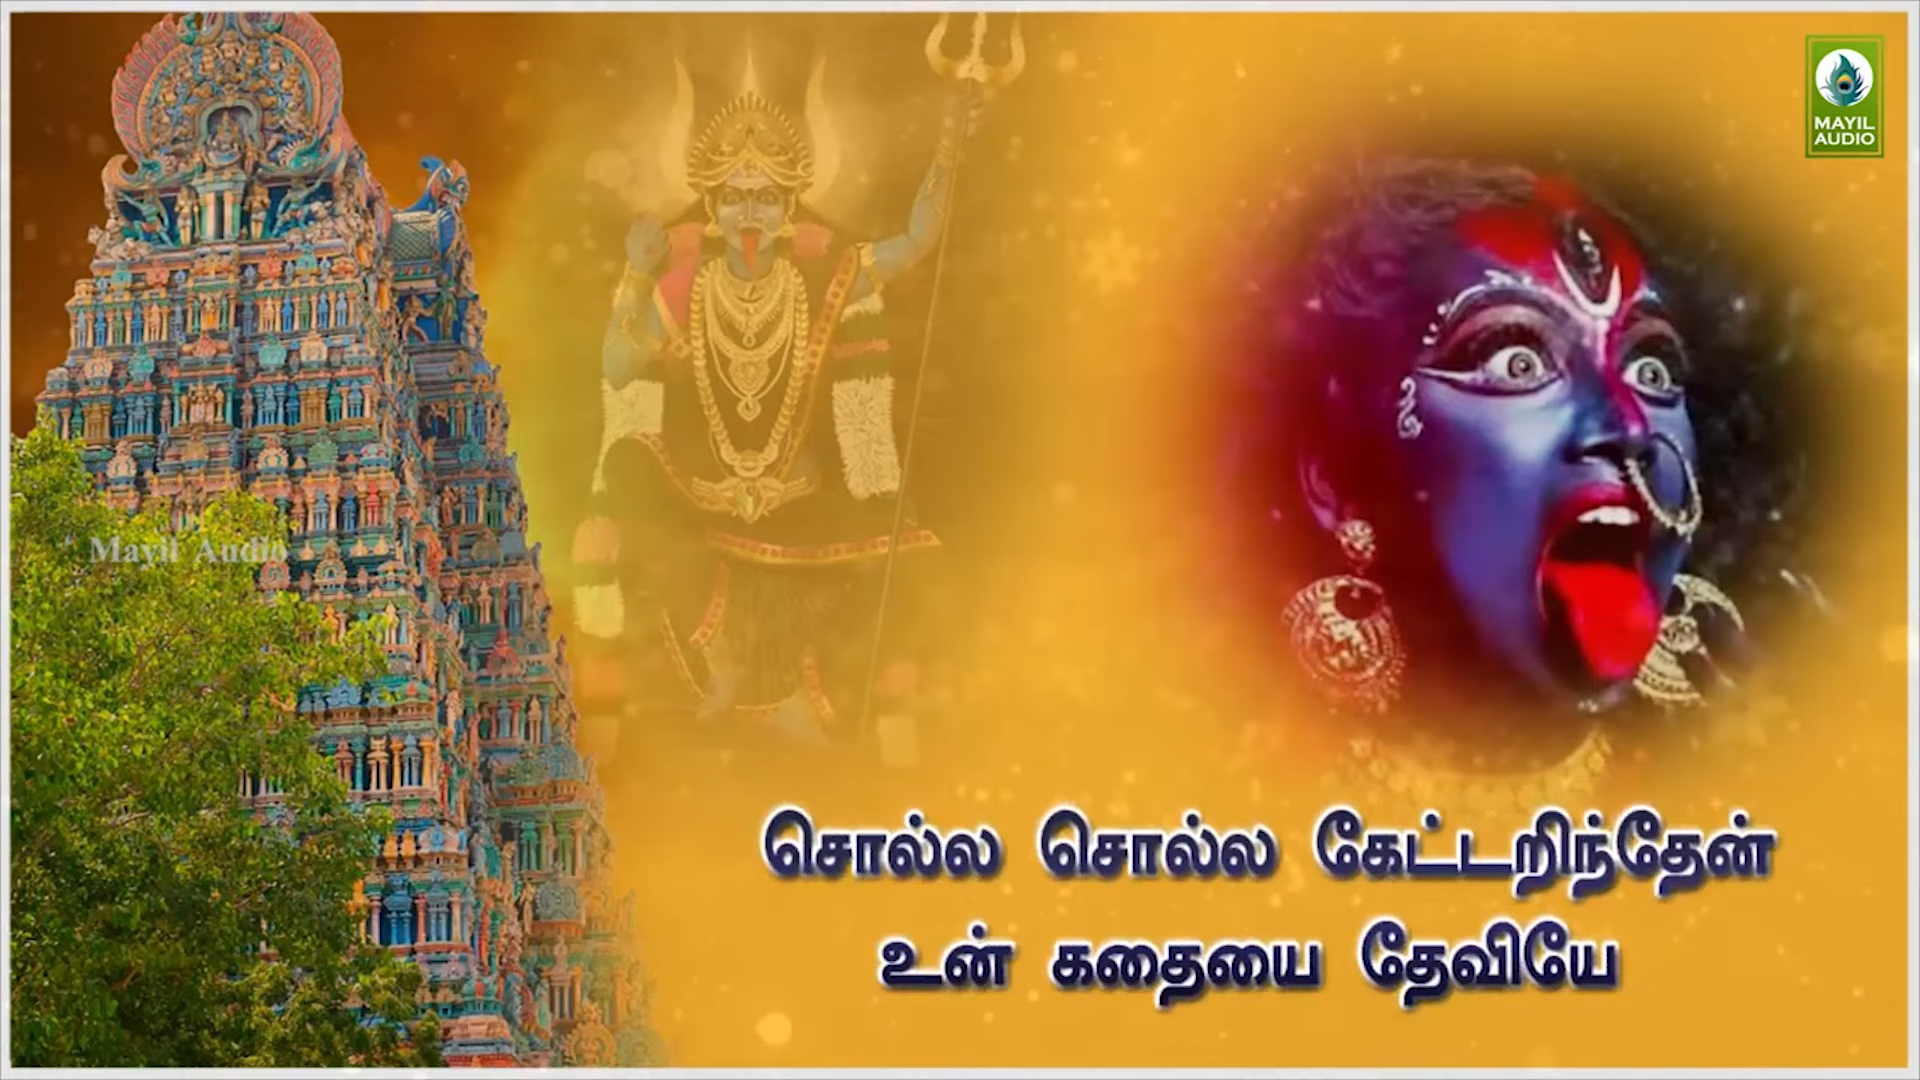 MAYIL
AUDIO
Mayil Audio
சொல்ல சொல்ல கேட்டறிந்தேன்
உன் கதையை தேவியே